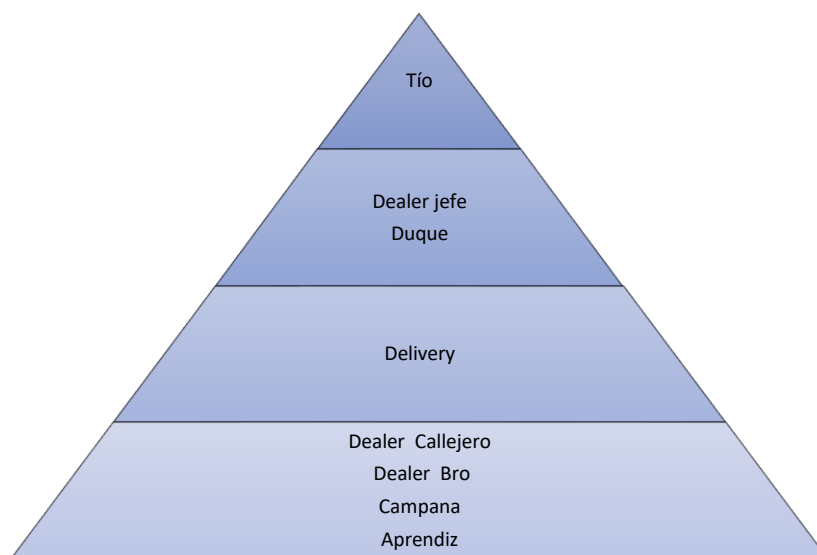 Tío
Dealer jefe
Duque
Delivery
Dealer Callejero
Dealer Bro
Campana
Aprendiz